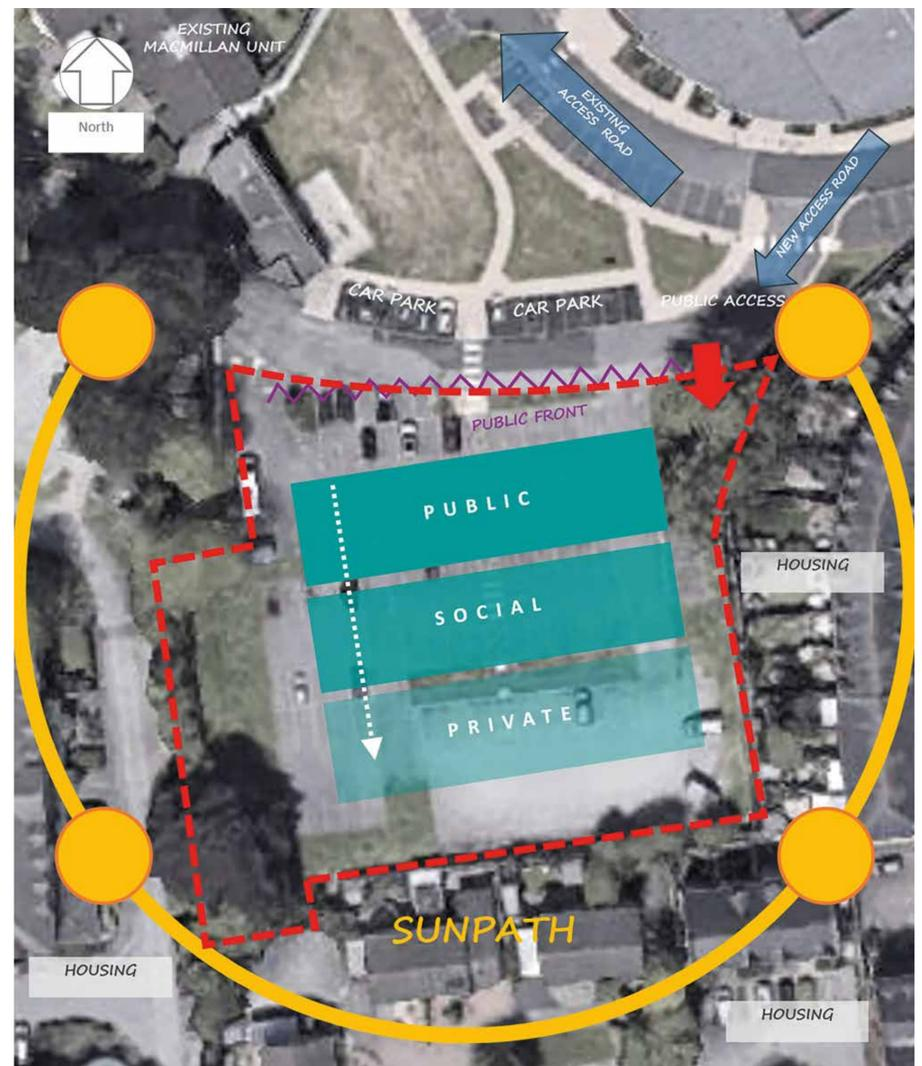 EXISTING
MACMILLAN UNIT
North
EXISTING
ACCESS ROAD
NEW ACCESS ROAD
CAR PARK
CAR PARK
PUBLIC ACCESS
PUBLIC FRONT
PUBLIC
SOCIAL
PRIVATE
HOUSING
SUNPATH
HOUSING
HOUSING